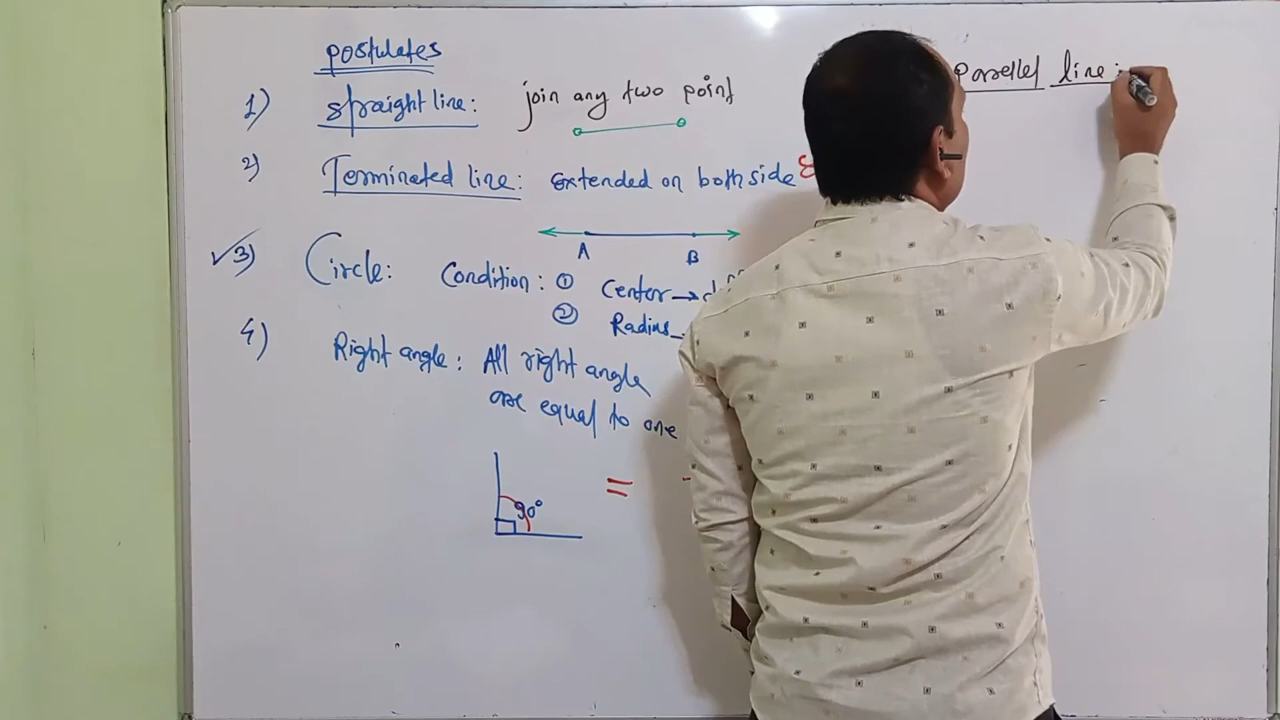 postulates
1) straight line: join any two point
2) Terminated line: extended on both side
A B
✓3) Circle: Condition: ① Center →
② Radius
4) Right angle: All right angle
are equal to one
90° =
Parellel line: